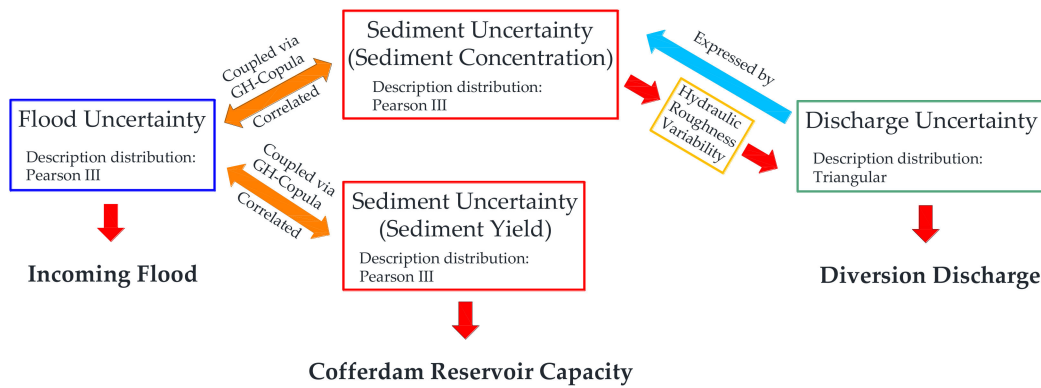 Flood Uncertainty
Description distribution:
Pearson III
Incoming Flood
Coupled via
GH-Copula
Correlated
Coupled via
GH-Copula
Correlated
Sediment Uncertainty
(Sediment Concentration)
Description distribution:
Pearson III
Sediment Uncertainty
(Sediment Yield)
Description distribution:
Pearson III
Cofferdam Reservoir Capacity
Expressed by
Hydraulic
Roughness
Variability
Discharge Uncertainty
Description distribution:
Triangular
Diversion Discharge